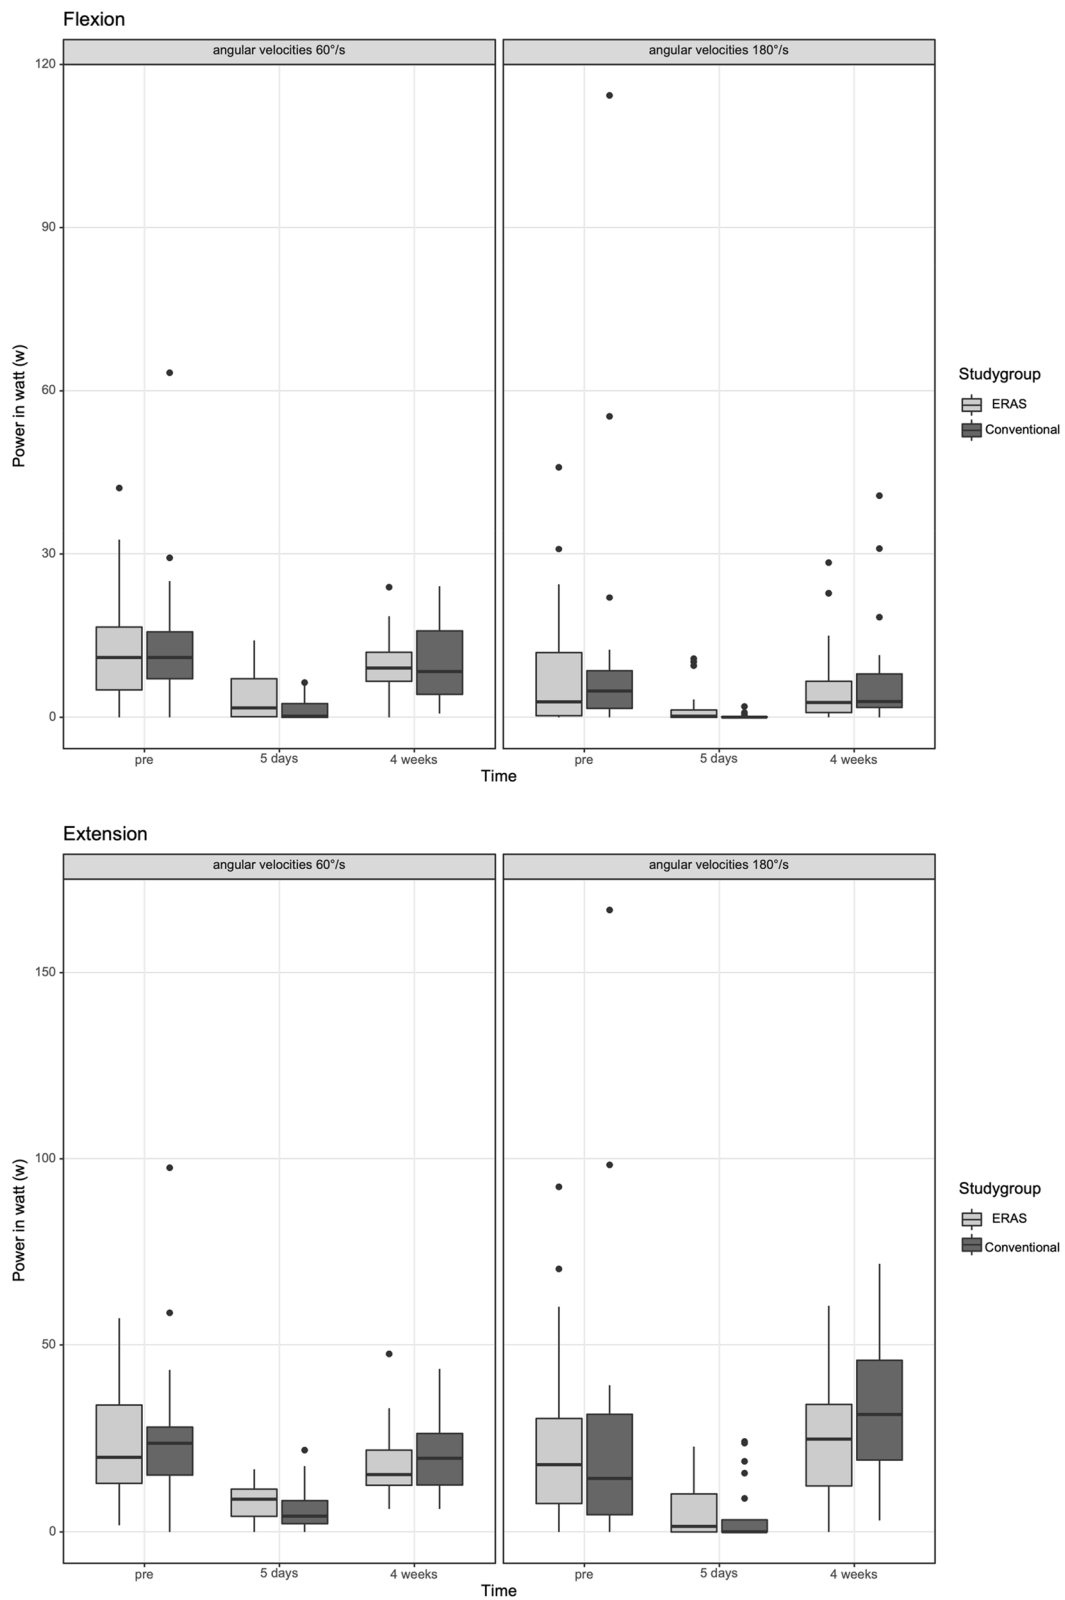 Flexion
angular velocities 60°/s
angular velocities 180°/s
120
90
60
30
0
Power in watt (w)
pre
5 days
4 weeks
pre
5 days
4 weeks
Time
Studygroup
ERAS
Conventional
Extension
angular velocities 60°/s
angular velocities 180°/s
150
100
50
0
Power in watt (w)
pre
5 days
4 weeks
pre
5 days
4 weeks
Time
Studygroup
ERAS
Conventional